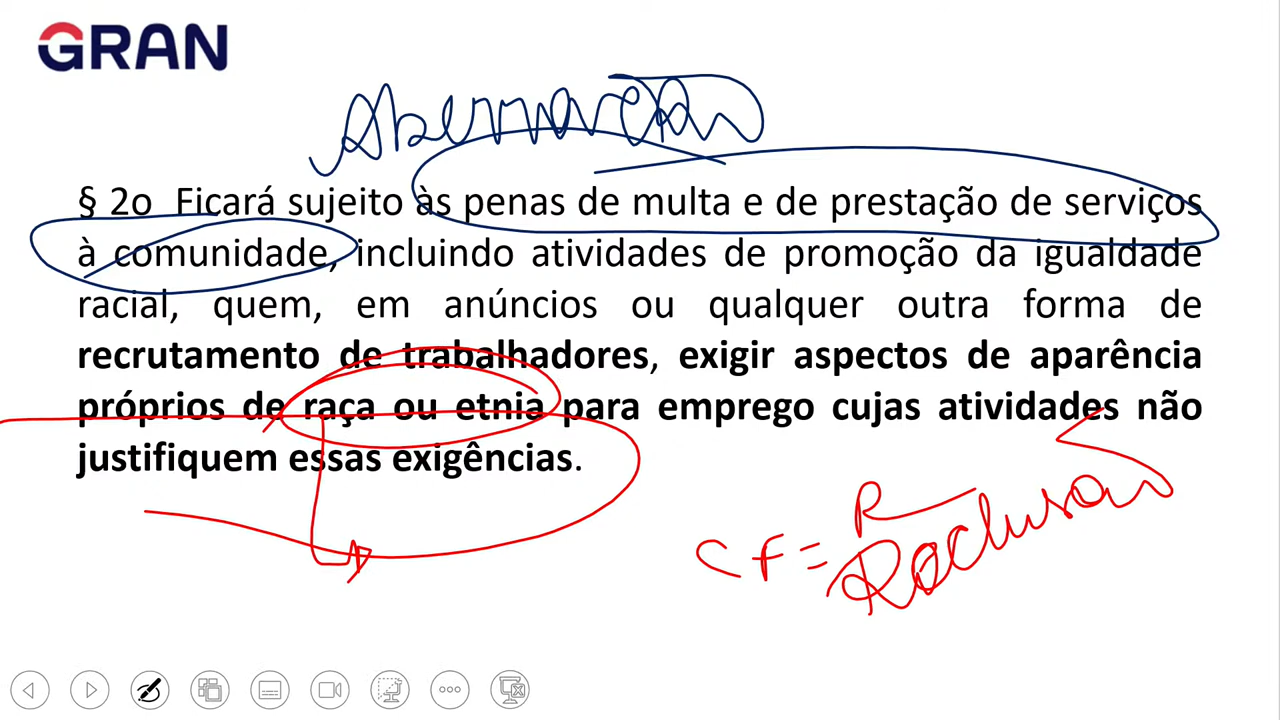 GRAN
Aberração
§ 2o Ficará sujeito às penas de multa e de prestação de serviços
à comunidade, incluindo atividades de promoção da igualdade
racial, quem, em anúncios ou qualquer outra forma de
recrutamento de trabalhadores, exigir aspectos de aparência
próprios de raça ou etnia para emprego cujas atividades não
justifiquem essas exigências.
R
CF = Reclusão